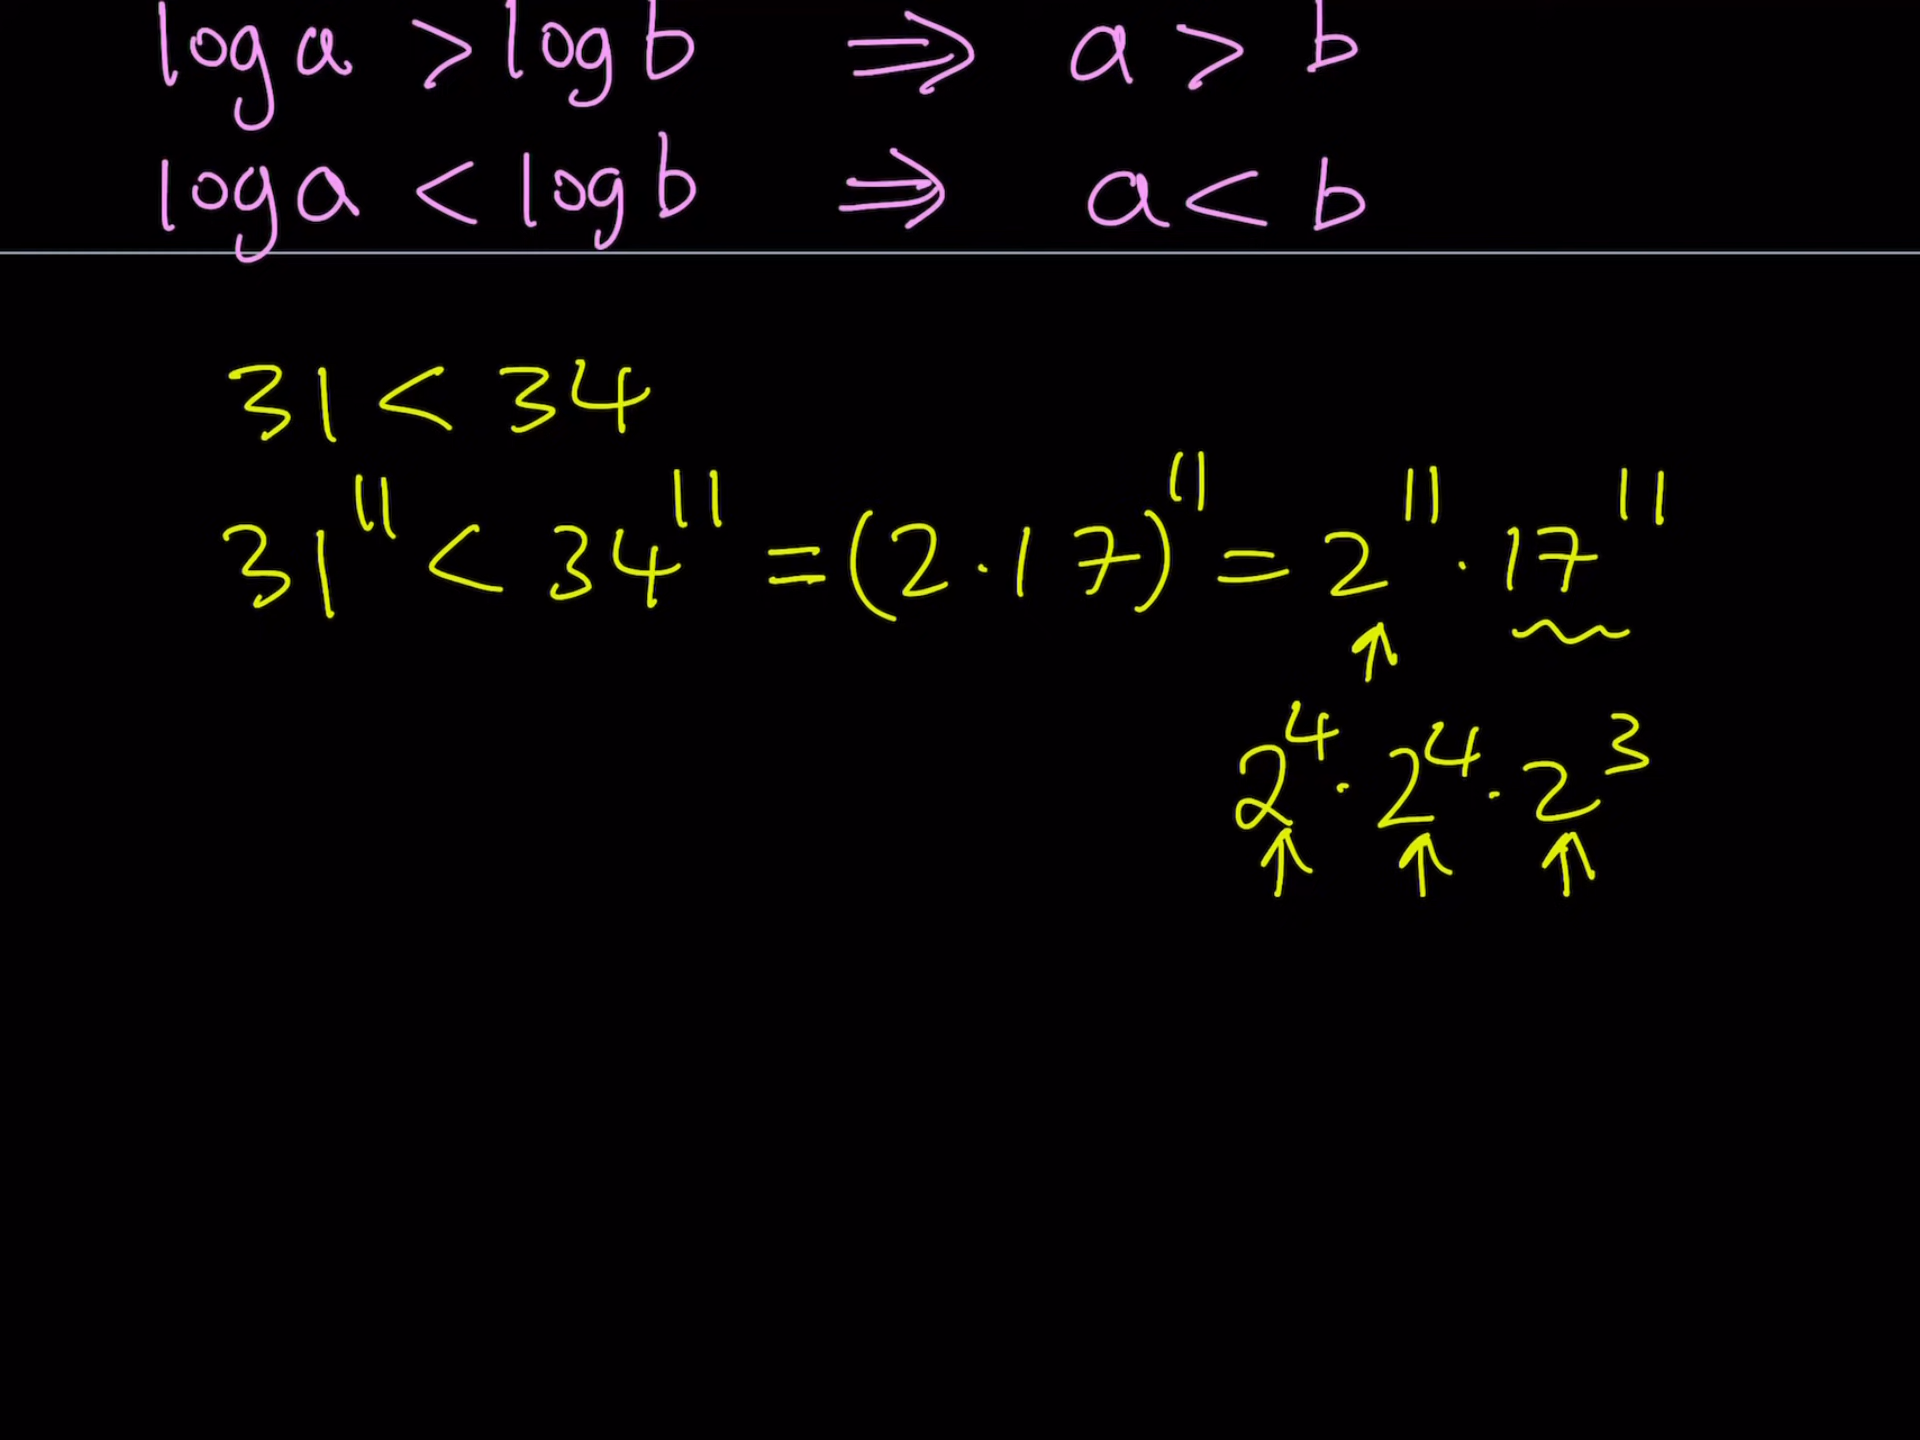 log a > log b ⇒ a > b
log a < log b ⇒ a < b
31 < 34
31¹¹ < 34¹¹ = (2·17)¹¹ = 2¹¹ · 17¹¹
2⁴ · 2⁴ · 2³